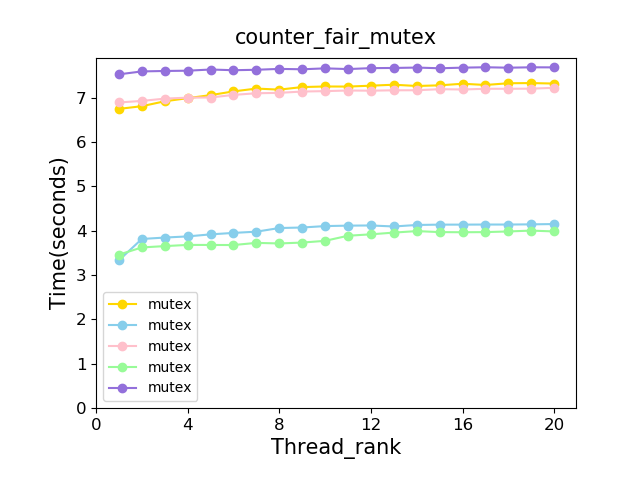 counter_fair_mutex
Time(seconds)
7
6
5
4
3
2
1
0
mutex
mutex
mutex
mutex
mutex
0 4 8 12 16 20
Thread_rank